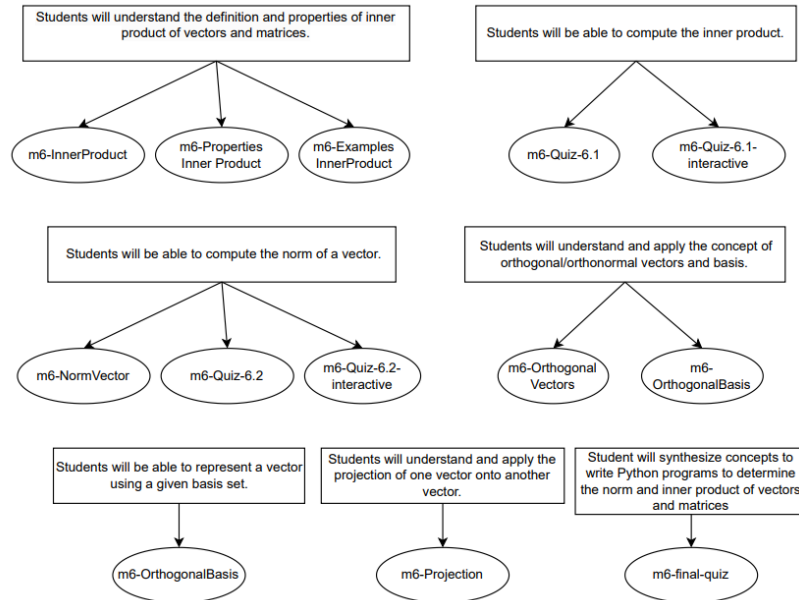 Students will understand the definition and properties of inner
product of vectors and matrices.
Students will be able to compute the inner product.
m6-InnerProduct
m6-Properties
Inner Product
m6-Examples
InnerProduct
m6-Quiz-6.1
m6-Quiz-6.1-
interactive
Students will be able to compute the norm of a vector.
Students will understand and apply the concept of
orthogonal/orthonormal vectors and basis.
m6-NormVector
m6-Quiz-6.2
m6-Quiz-6.2-
interactive
m6-Orthogonal
Vectors
m6-
OrthogonalBasis
Students will be able to represent a vector
using a given basis set.
Students will understand and apply the
projection of one vector onto another
vector.
Student will synthesize concepts to
write Python programs to determine
the norm and inner product of vectors
and matrices
m6-OrthogonalBasis
m6-Projection
m6-final-quiz